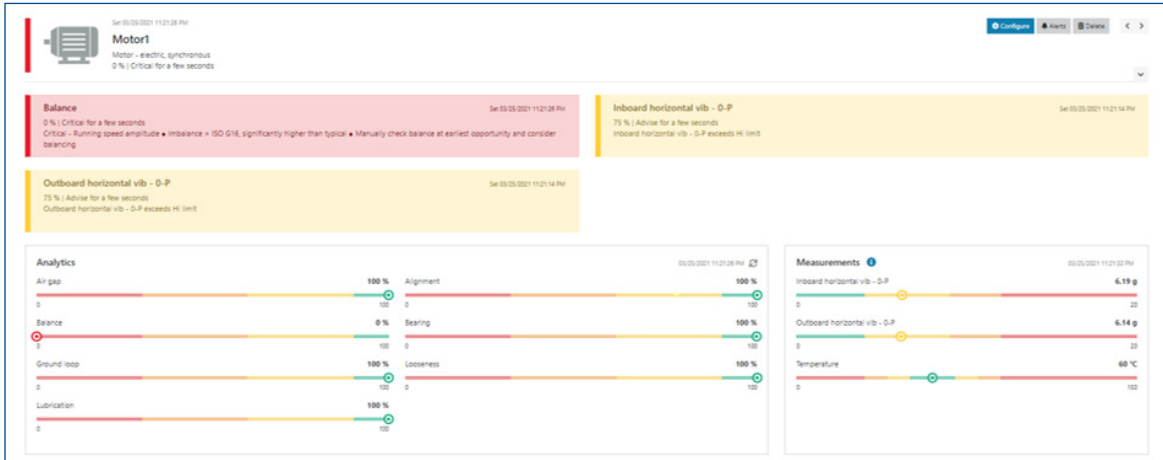 Sat 03/25/2021 11:21:28 PM
Motor1
Motor - electric, synchronous
0 % | Critical for a few seconds
Configure Alerts Delete
Balance Sat 03/25/2021 11:21:28 PM
0 % | Critical for a few seconds
Critical - Running speed amplitude • Imbalance > ISO G16, significantly higher than typical • Manually check balance at earliest opportunity and consider
balancing
Inboard horizontal vib - 0-P Sat 03/25/2021 11:21:14 PM
75 % | Advise for a few seconds
Inboard horizontal vib - 0-P exceeds Hi limit
Outboard horizontal vib - 0-P Sat 03/25/2021 11:21:14 PM
75 % | Advise for a few seconds
Outboard horizontal vib - 0-P exceeds Hi limit
Analytics 03/25/2021 11:21:28 PM
Air gap 100 %
0 100
Alignment 100 %
0 100
Balance 0 %
0 100
Bearing 100 %
0 100
Ground loop 100 %
0 100
Looseness 100 %
0 100
Lubrication 100 %
0 100
Measurements 03/25/2021 11:21:32 PM
Inboard horizontal vib - 0-P 6.19 g
0 20
Outboard horizontal vib - 0-P 6.14 g
0 20
Temperature 60 °C
0 150